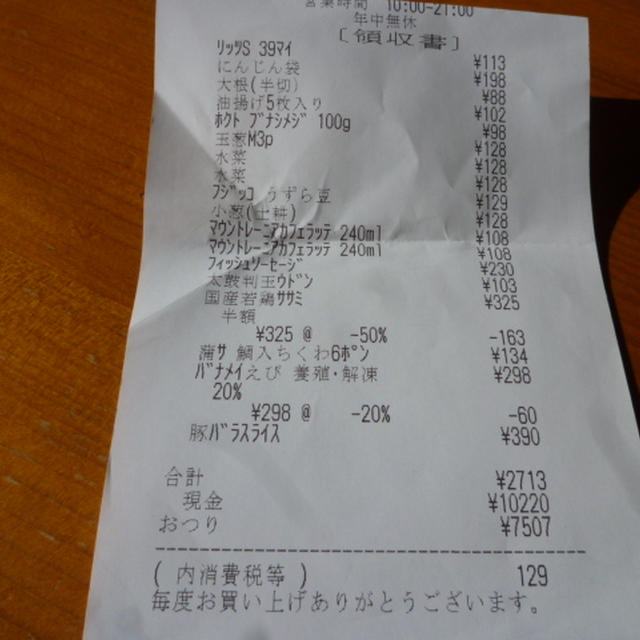 営業時間 10:00-21:00
年中無休
[領収書]
リッツS 39マイ ¥113
にんじん袋 ¥198
大根(半切) ¥88
油揚げ5枚入り ¥102
ホクト ブナシメジ 100g ¥98
玉葱M3p ¥128
水菜 ¥128
水菜 ¥128
フジッコ うずら豆 ¥129
小葱(土耕) ¥128
マウントレーニアカフェラッテ 240ml ¥108
マウントレーニアカフェラッテ 240ml ¥108
フィッシュソーセージ ¥230
太鼓判玉ウドン ¥103
国産若鶏ササミ ¥325
半額
¥325 @ -50% -163
蒲サ 鯛入ちくわ6ポン ¥134
バナメイえび 養殖・解凍 ¥298
20%
¥298 @ -20% -60
豚バラスライス ¥390
合計 ¥2713
現金 ¥10220
おつり ¥7507
( 内消費税等 ) 129
毎度お買い上げありがとうございます。